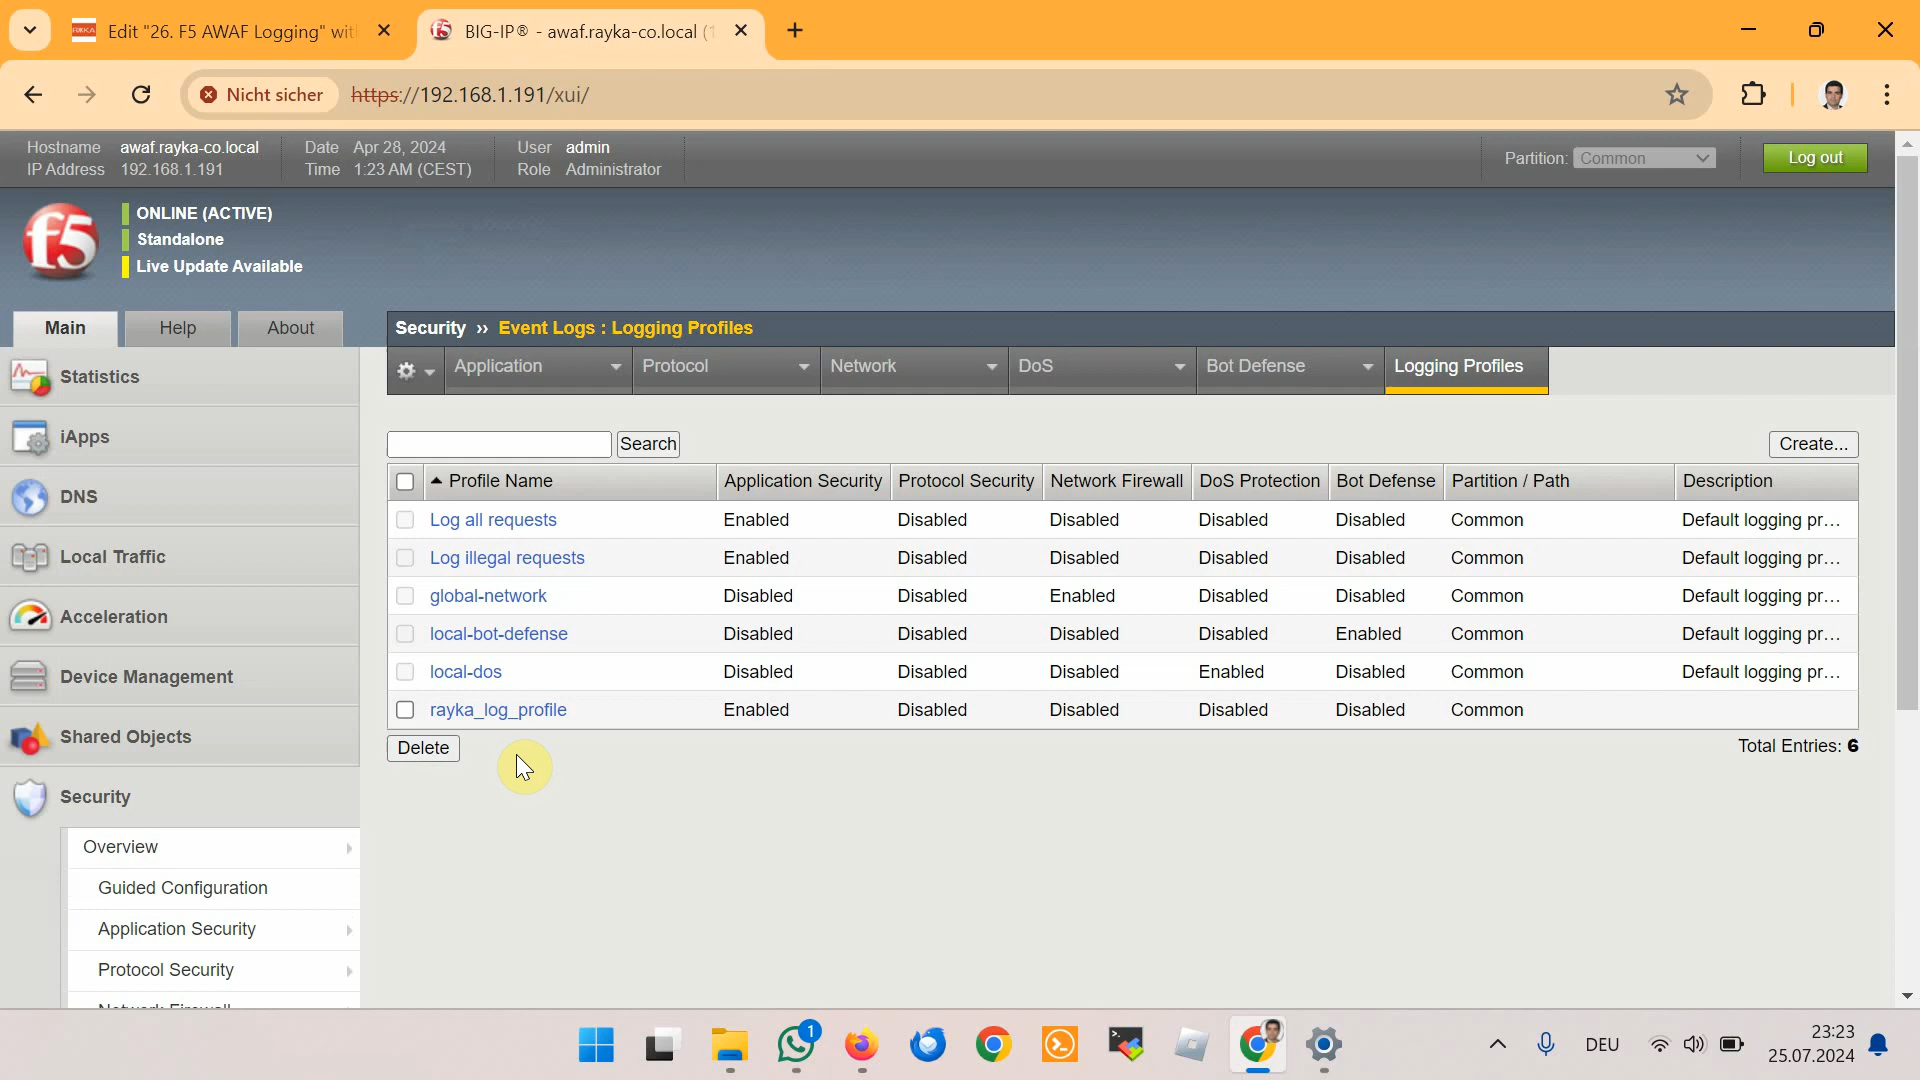 Edit "26. F5 AWAF Logging" wit
BIG-IP® - awaf.rayka-co.local (
Nicht sicher
https://192.168.1.191/xui/
Hostname awaf.rayka-co.local
IP Address 192.168.1.191
Date Apr 28, 2024
Time 1:23 AM (CEST)
User admin
Role Administrator
Partition: Common
Log out
f5
ONLINE (ACTIVE)
Standalone
Live Update Available
Main Help About
Security ›› Event Logs : Logging Profiles
Application Protocol Network DoS Bot Defense Logging Profiles
Statistics
iApps
DNS
Local Traffic
Acceleration
Device Management
Shared Objects
Security
Overview
Guided Configuration
Application Security
Protocol Security
Network Firewall
Search
Create...
Profile Name Application Security Protocol Security Network Firewall DoS Protection Bot Defense Partition / Path Description
Log all requests Enabled Disabled Disabled Disabled Disabled Common Default logging pr...
Log illegal requests Enabled Disabled Disabled Disabled Disabled Common Default logging pr...
global-network Disabled Disabled Enabled Disabled Disabled Common Default logging pr...
local-bot-defense Disabled Disabled Disabled Disabled Enabled Common Default logging pr...
local-dos Disabled Disabled Disabled Enabled Disabled Common Default logging pr...
rayka_log_profile Enabled Disabled Disabled Disabled Disabled Common
Delete
Total Entries: 6
1
DEU
23:23
25.07.2024